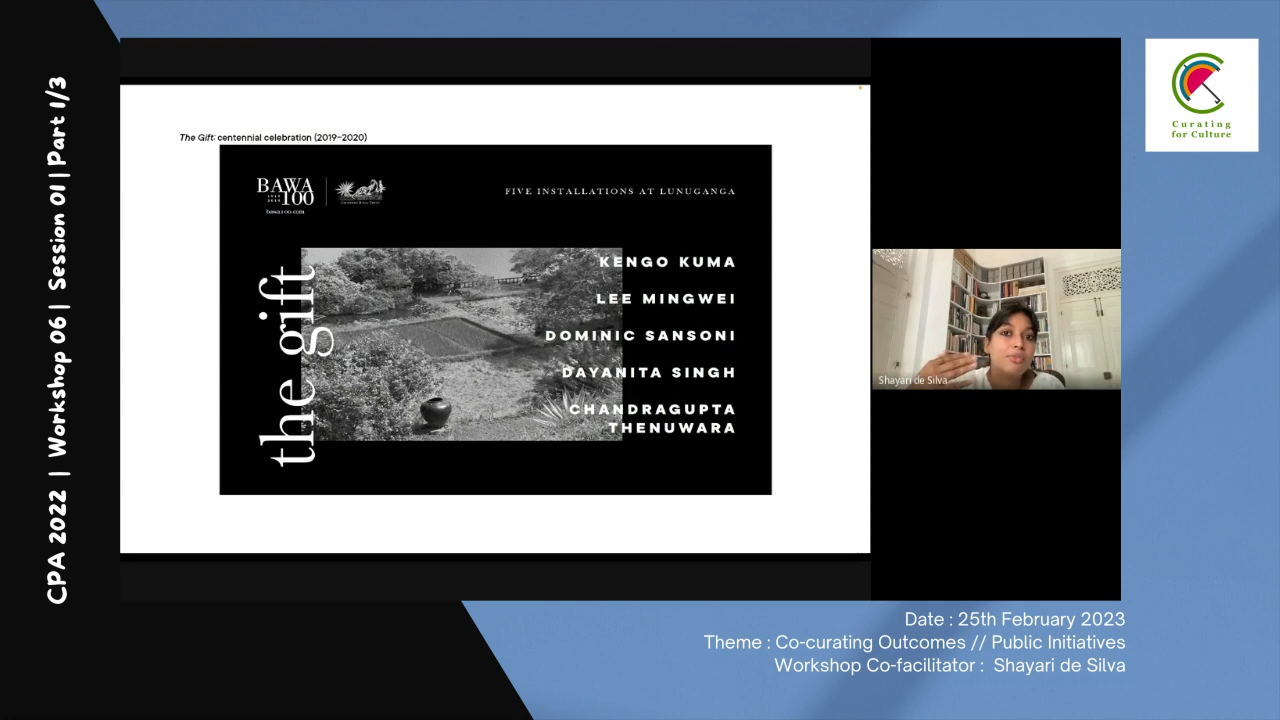 CPA 2022 | Workshop 06 | Session 01 | Part 1/3
The Gift: centennial celebration (2019–2020)
BAWA
1919
2019
100
bawa100.com
FIVE INSTALLATIONS AT LUNUGANGA
the gift
KENGO KUMA
LEE MINGWEI
DOMINIC SANSONI
DAYANITA SINGH
CHANDRAGUPTA
THENUWARA
Shayari de Silva
Curating
for Culture
Date : 25th February 2023
Theme : Co-curating Outcomes // Public Initiatives
Workshop Co-facilitator : Shayari de Silva